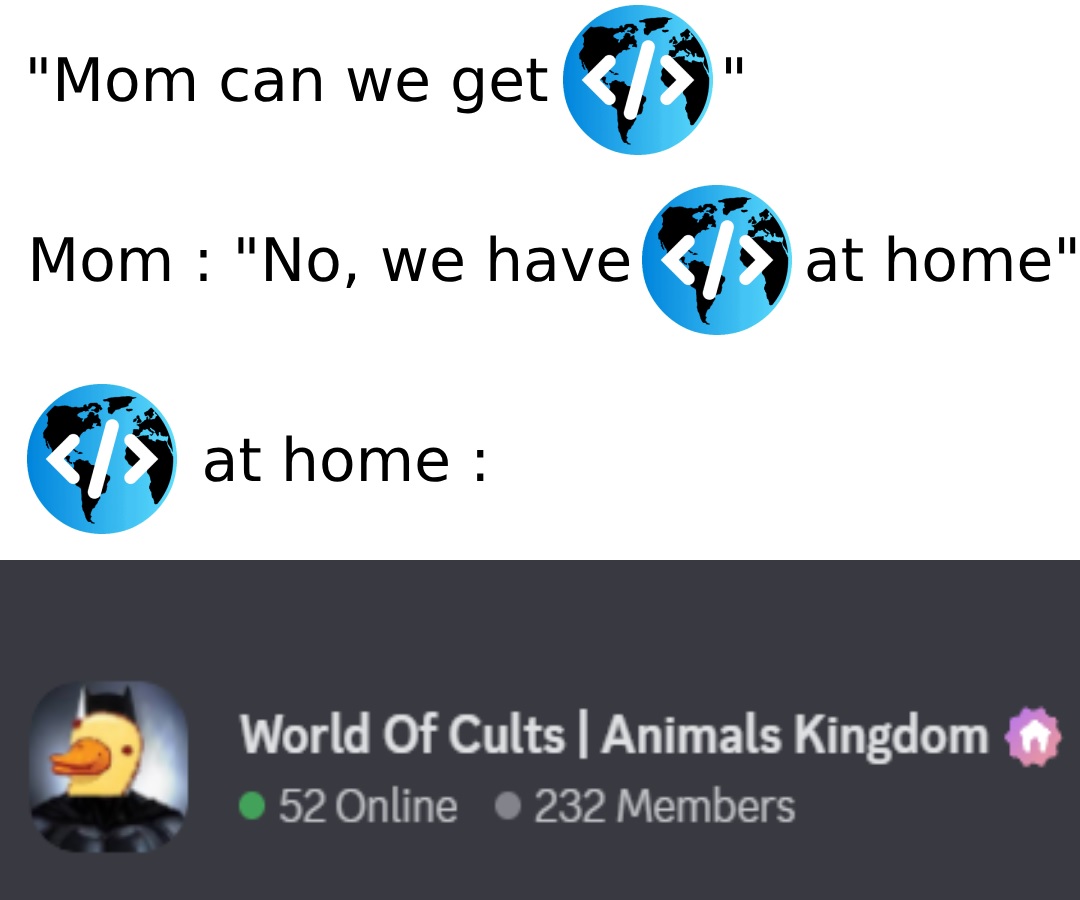 "Mom can we get </> "
Mom : "No, we have </> at home"
</> at home :
World Of Cults | Animals Kingdom
52 Online 232 Members